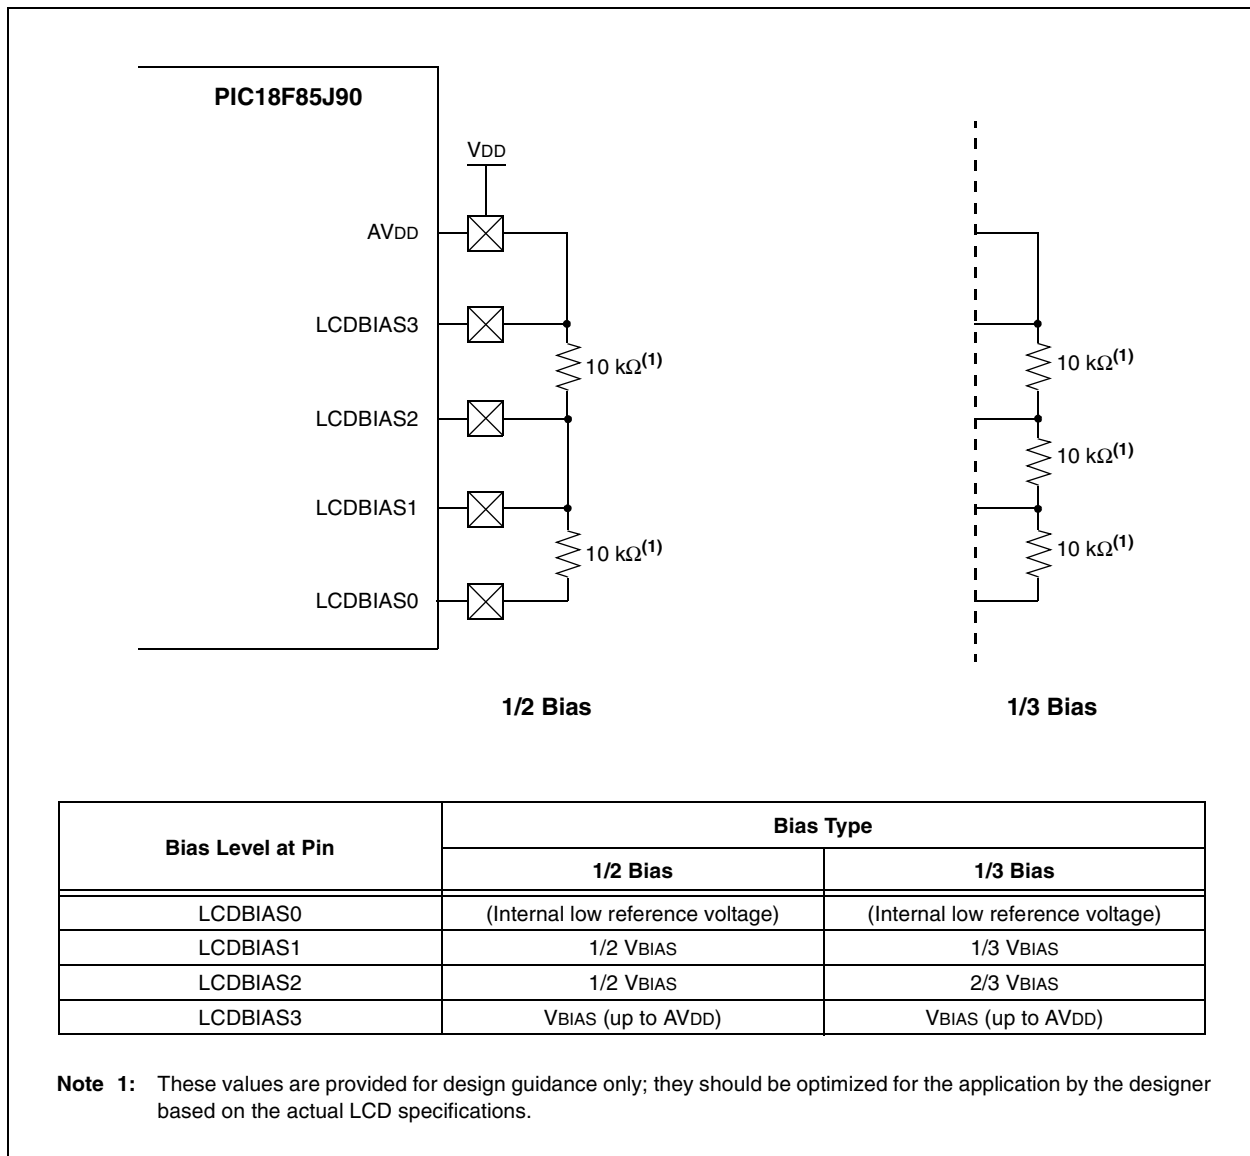 PIC18F85J90
VDD
AVDD
LCDBIAS3
10 kΩ(1)
10 kΩ(1)
LCDBIAS2
10 kΩ(1)
LCDBIAS1
10 kΩ(1)
10 kΩ(1)
LCDBIAS0
1/2 Bias
1/3 Bias
Bias Level at Pin
Bias Type
1/2 Bias
1/3 Bias
LCDBIAS0
(Internal low reference voltage)
(Internal low reference voltage)
LCDBIAS1
1/2 VBIAS
1/3 VBIAS
LCDBIAS2
1/2 VBIAS
2/3 VBIAS
LCDBIAS3
VBIAS (up to AVDD)
VBIAS (up to AVDD)
Note 1: These values are provided for design guidance only; they should be optimized for the application by the designer
based on the actual LCD specifications.